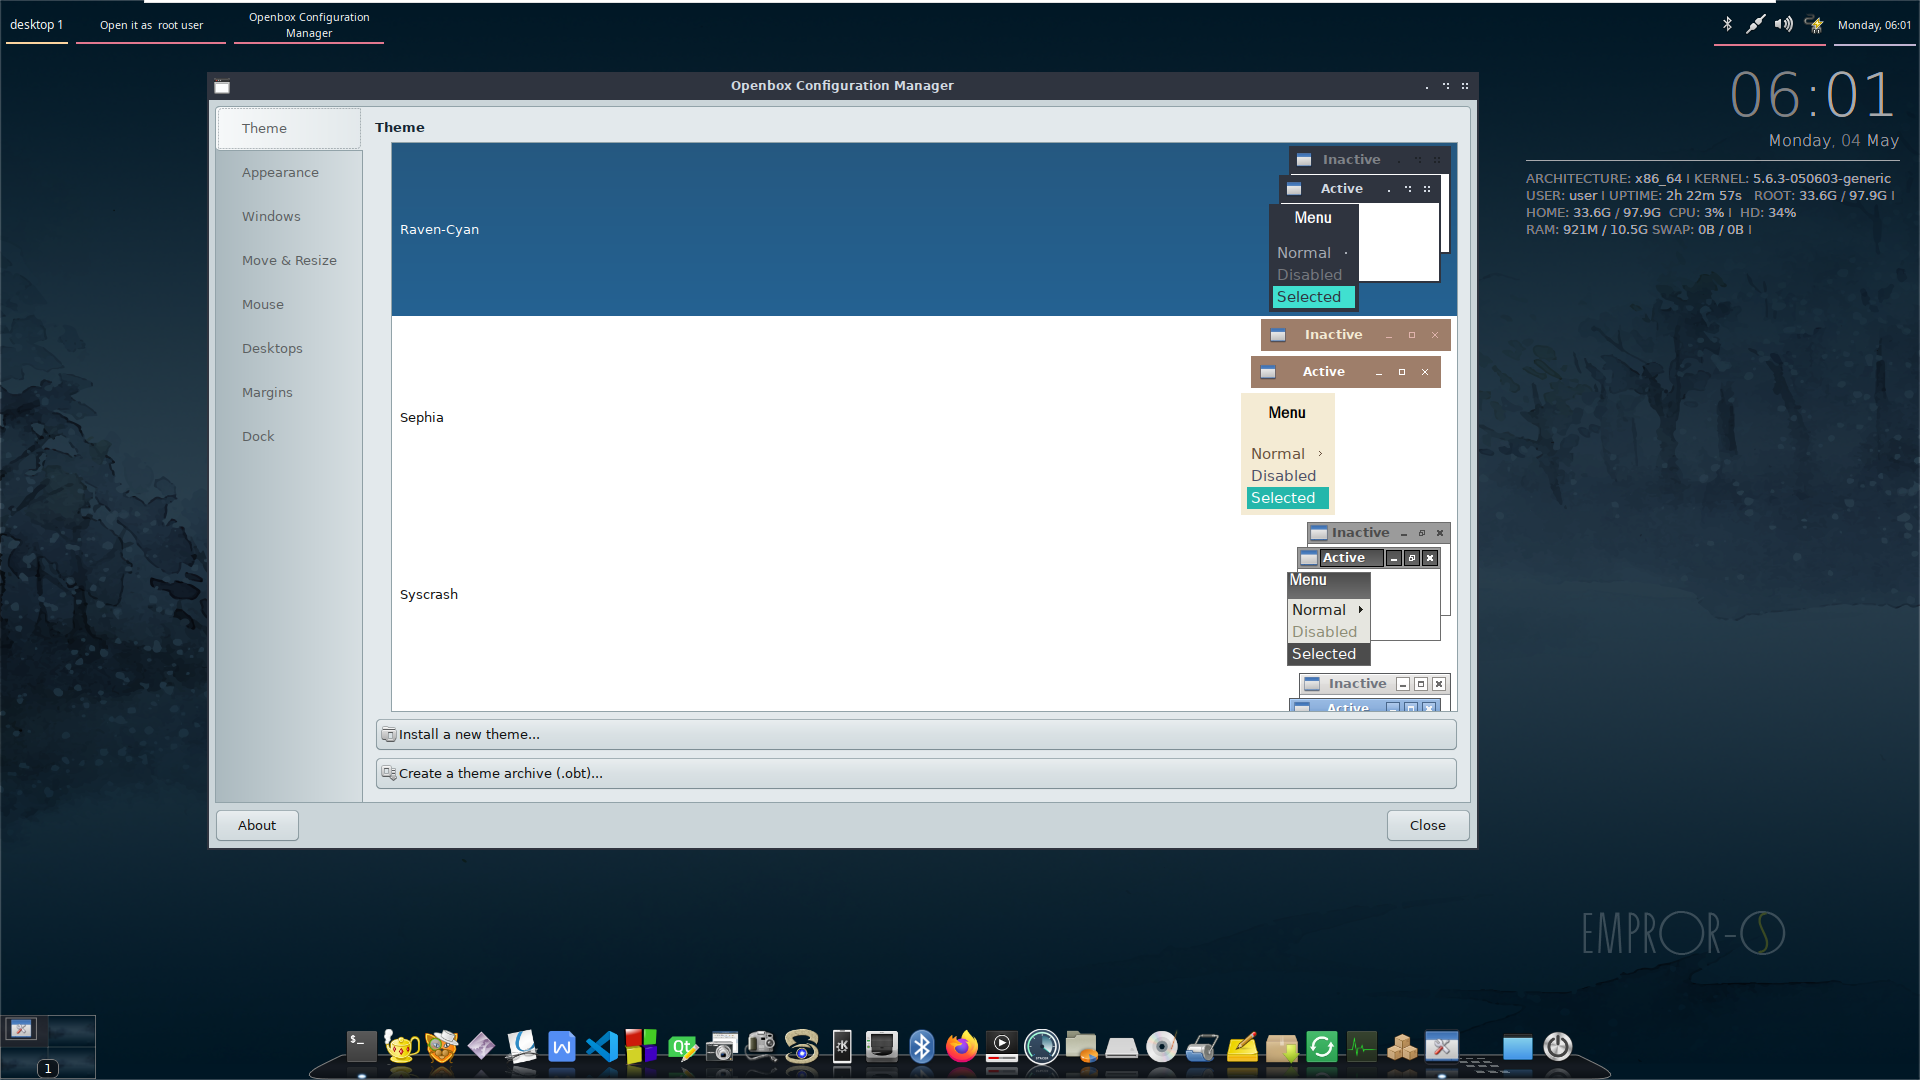 desktop 1
Open it as  root user
Openbox Configuration
Manager
Monday, 06:01
Openbox Configuration Manager
06:01
Monday, 04 May
ARCHITECTURE: x86_64 I KERNEL: 5.6.3-050603-generic
USER: user I UPTIME: 2h 22m 57s   ROOT: 33.6G / 97.9G I
HOME: 33.6G / 97.9G  CPU: 3% I  HD: 34%
RAM: 921M / 10.5G SWAP: 0B / 0B I
Theme
Appearance
Windows
Move & Resize
Mouse
Desktops
Margins
Dock
Theme
Raven-Cyan
Inactive
Active
Menu
Normal
Disabled
Selected
Sephia
Inactive
Active
Menu
Normal
Disabled
Selected
Syscrash
Inactive
Active
Menu
Normal
Disabled
Selected
Inactive
Active
Install a new theme...
Create a theme archive (.obt)...
About
Close
EMPROR-OS
1
$_
W
Qt